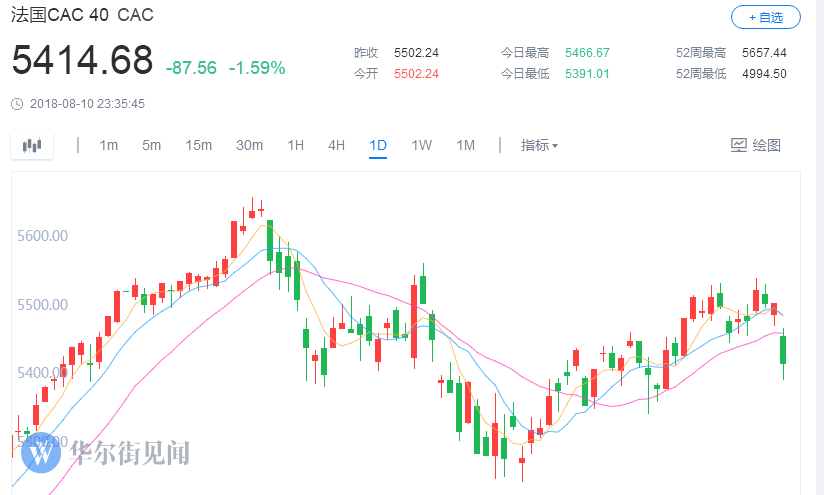 法国CAC 40 CAC
+ 自选
5414.68 -87.56 -1.59%
昨收 5502.24 今日最高 5466.67 52周最高 5657.44
今开 5502.24 今日最低 5391.01 52周最低 4994.50
2018-08-10 23:35:45
1m 5m 15m 30m 1H 4H 1D 1W 1M 指标 绘图
5600.00
5500.00
5400.00
5300.00
W 华尔街见闻